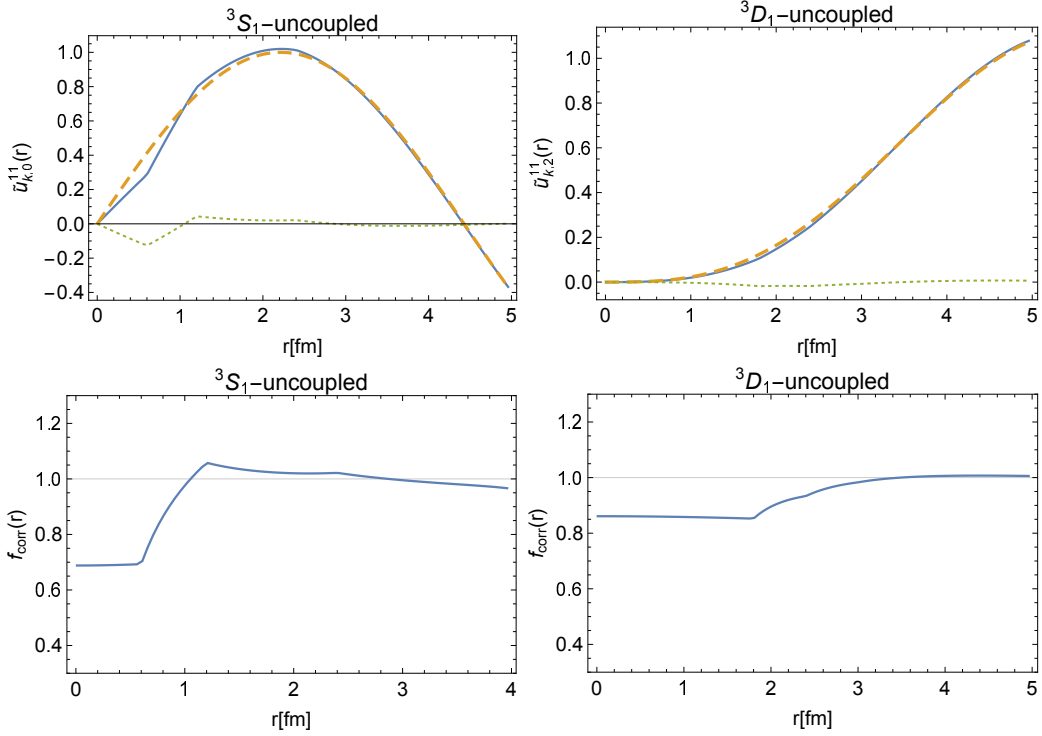 ³S₁−uncoupled
1.0
0.8
0.6
0.4
0.2
0.0
−0.2
−0.4
ũ¹¹ₖ,₀(r)
0 1 2 3 4 5
r[fm]
³D₁−uncoupled
1.0
0.8
0.6
0.4
0.2
0.0
ũ¹¹ₖ,₂(r)
0 1 2 3 4 5
r[fm]
³S₁−uncoupled
1.2
1.0
0.8
0.6
0.4
f_corr(r)
0 1 2 3 4
r[fm]
³D₁−uncoupled
1.2
1.0
0.8
0.6
0.4
f_corr(r)
0 1 2 3 4 5
r[fm]